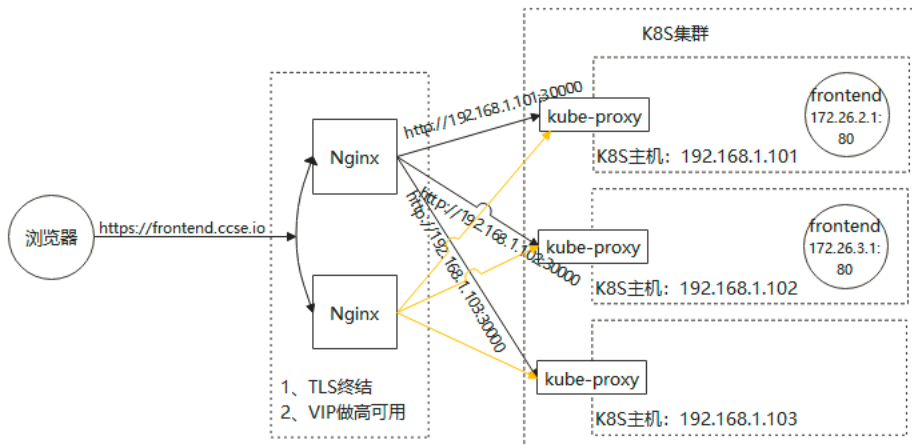 K8S集群
frontend
172.26.2.1:
80
kube-proxy
K8S主机：192.168.1.101
http://192.168.1.101:30000
Nginx
浏览器
https://frontend.ccse.io
http://192.168.1.102:30000
http://192.168.1.103:30000
frontend
172.26.3.1:
80
kube-proxy
K8S主机：192.168.1.102
Nginx
kube-proxy
K8S主机：192.168.1.103
1、TLS终结
2、VIP做高可用